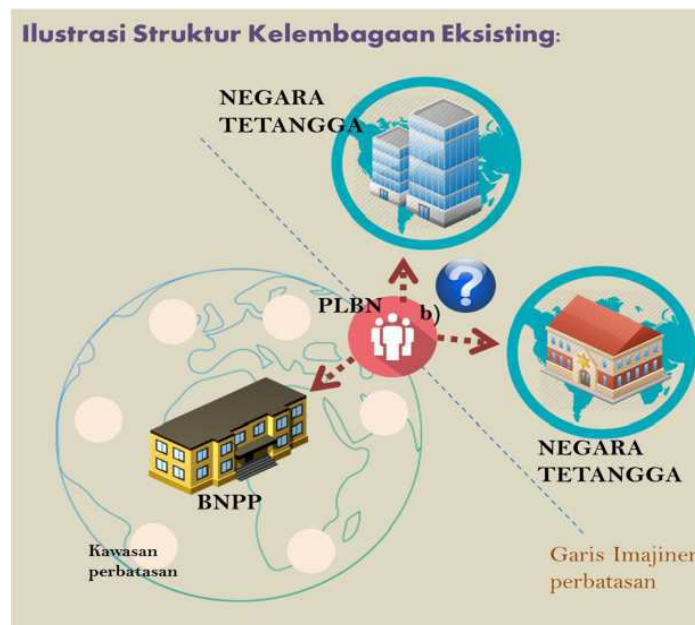 Ilustrasi Struktur Kelembagaan Eksisting:
NEGARA
TETANGGA
?
PLBN
b)
NEGARA
TETANGGA
BNPP
Kawasan
perbatasan
Garis Imajiner
perbatasan